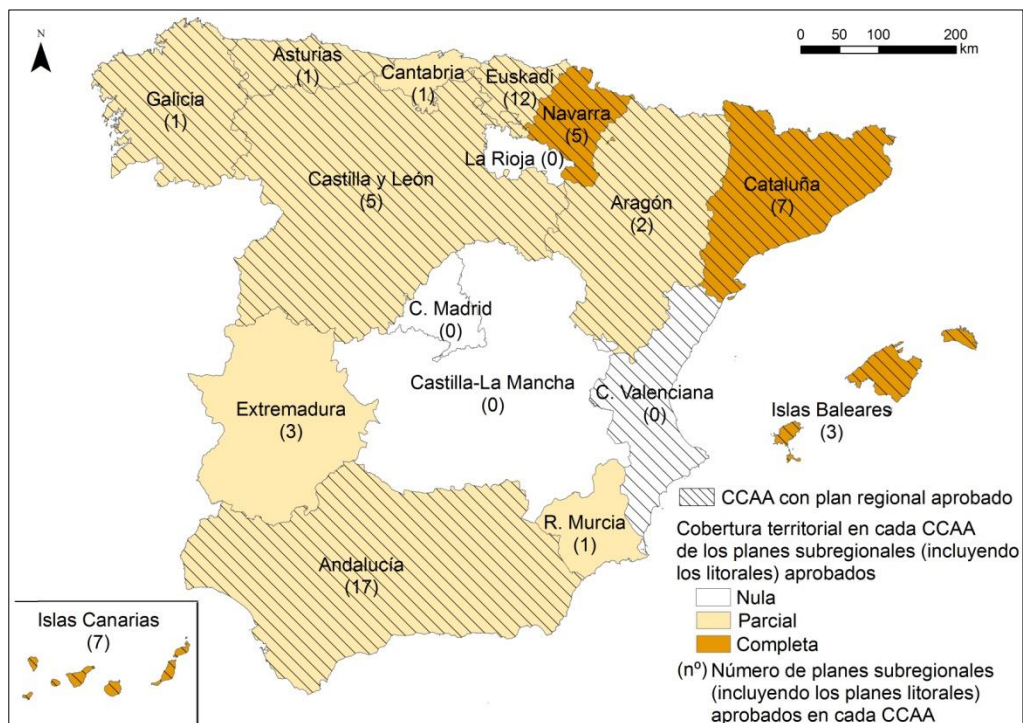 N
0 50 100 200
km
Asturias
(1)
Cantabria
(1)
Euskadi
(12)
Galicia
(1)
Navarra
(5)
La Rioja (0)
Castilla y León
(5)
Aragón
(2)
Cataluña
(7)
C. Madrid
(0)
Castilla-La Mancha
(0)
C. Valenciana
(0)
Extremadura
(3)
Islas Baleares
(3)
R. Murcia
(1)
Andalucía
(17)
Islas Canarias
(7)
CCAA con plan regional aprobado
Cobertura territorial en cada CCAA
de los planes subregionales (incluyendo
los litorales) aprobados
Nula
Parcial
Completa
(nº) Número de planes subregionales
(incluyendo los planes litorales)
aprobados en cada CCAA